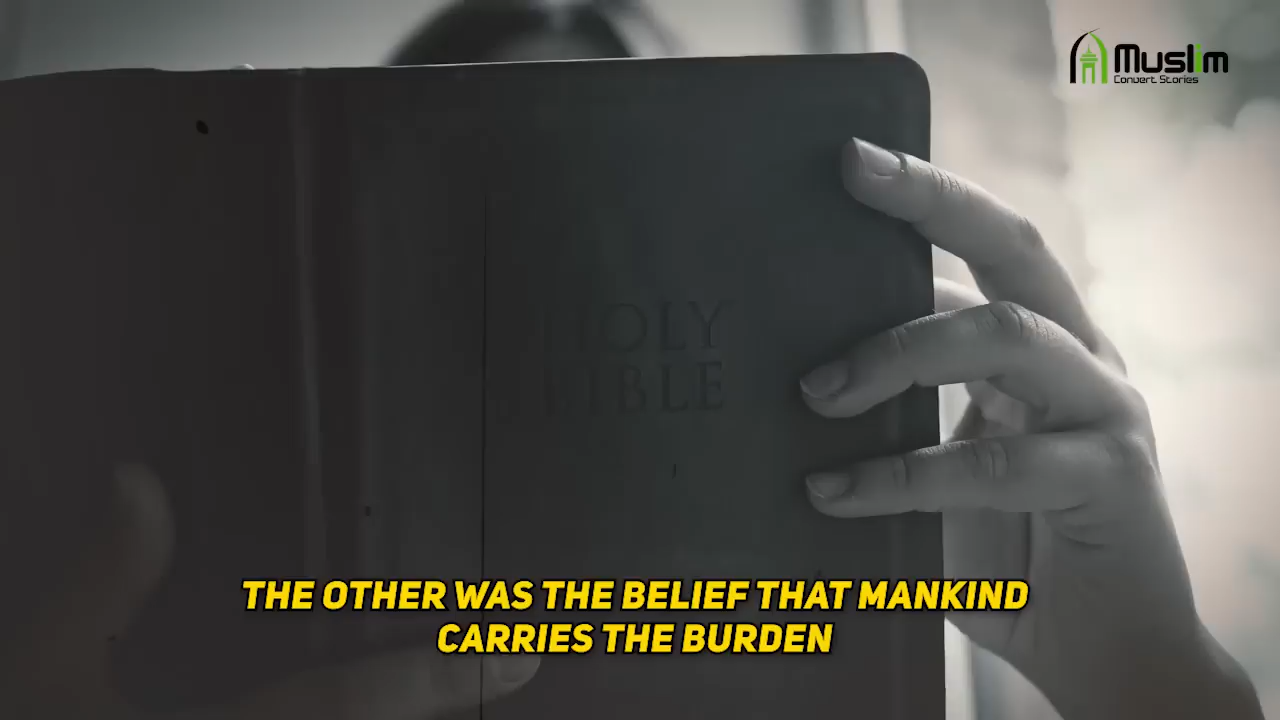 Muslim
Convert Stories
HOLY
BIBLE
THE OTHER WAS THE BELIEF THAT MANKIND
CARRIES THE BURDEN